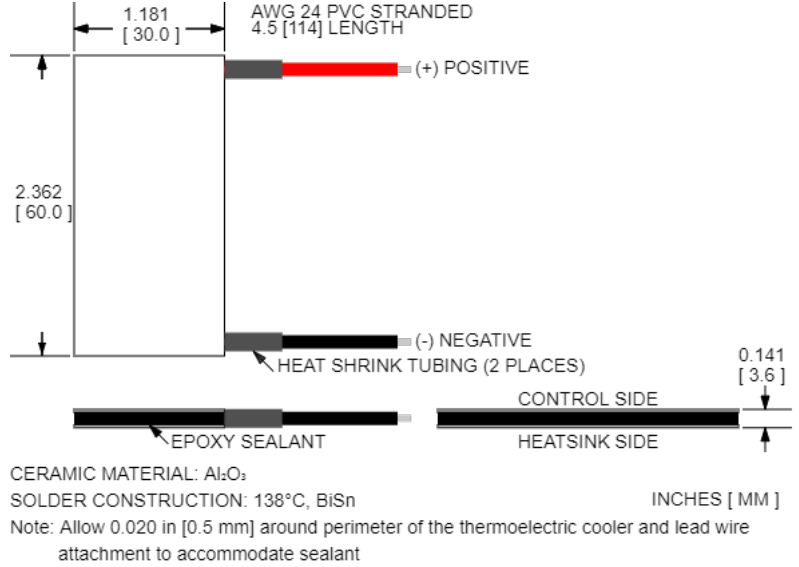 1.181
[ 30.0 ]
AWG 24 PVC STRANDED
4.5 [114] LENGTH
(+) POSITIVE
2.362
[ 60.0 ]
(-) NEGATIVE
HEAT SHRINK TUBING (2 PLACES)
0.141
[ 3.6 ]
CONTROL SIDE
EPOXY SEALANT
HEATSINK SIDE
CERAMIC MATERIAL: Al₂O₃
SOLDER CONSTRUCTION: 138°C, BiSn
INCHES [ MM ]
Note: Allow 0.020 in [0.5 mm] around perimeter of the thermoelectric cooler and lead wire
attachment to accommodate sealant